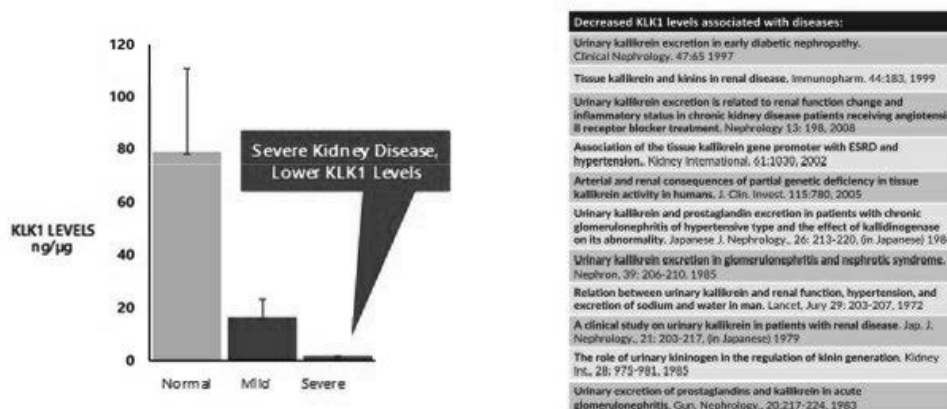 120
100
80
60
40
20
0
KLK1 LEVELS
ng/µg
Severe Kidney Disease,
Lower KLK1 Levels
Normal
Mild
Severe
Decreased KLK1 levels associated with diseases:
Urinary kallikrein excretion in early diabetic nephropathy.
Clinical Nephrology. 47:65 1997
Tissue kallikrein and kinins in renal disease. Immunopharm. 44:183, 1999
Urinary kallikrein excretion is related to renal function change and
inflammatory status in chronic kidney disease patients receiving angiotensi
II receptor blocker treatment. Nephrology 13: 198, 2008
Association of the tissue kallikrein gene promoter with ESRD and
hypertension,. Kidney International. 61:1030, 2002
Arterial and renal consequences of partial genetic deficiency in tissue
kallikrein activity in humans. J. Clin. Invest. 115:780, 2005
Urinary kallikrein and prostaglandin excretion in patients with chronic
glomerulonephritis of hypertensive type and the effect of kallidinogenase
on its abnormality. Japanese J. Nephrology., 26: 213-220, (in Japanese) 198
Urinary kallikrein excretion in glomerulonephritis and nephrotic syndrome.
Nephron, 39: 206-210, 1985
Relation between urinary kallikrein and renal function, hypertension, and
excretion of sodium and water in man. Lancet, Jury 29: 203-207, 1972
A clinical study on urinary kallikrein in patients with renal disease. Jap. J.
Nephrology., 21: 203-217, (in Japanese) 1979
The role of urinary kininogen in the regulation of kinin generation. Kidney
Int., 28: 975-981, 1985
Urinary excretion of prostaglandins and kallikrein in acute
glomerulonephritis. Gun. Nephrology., 20:217-224, 1983